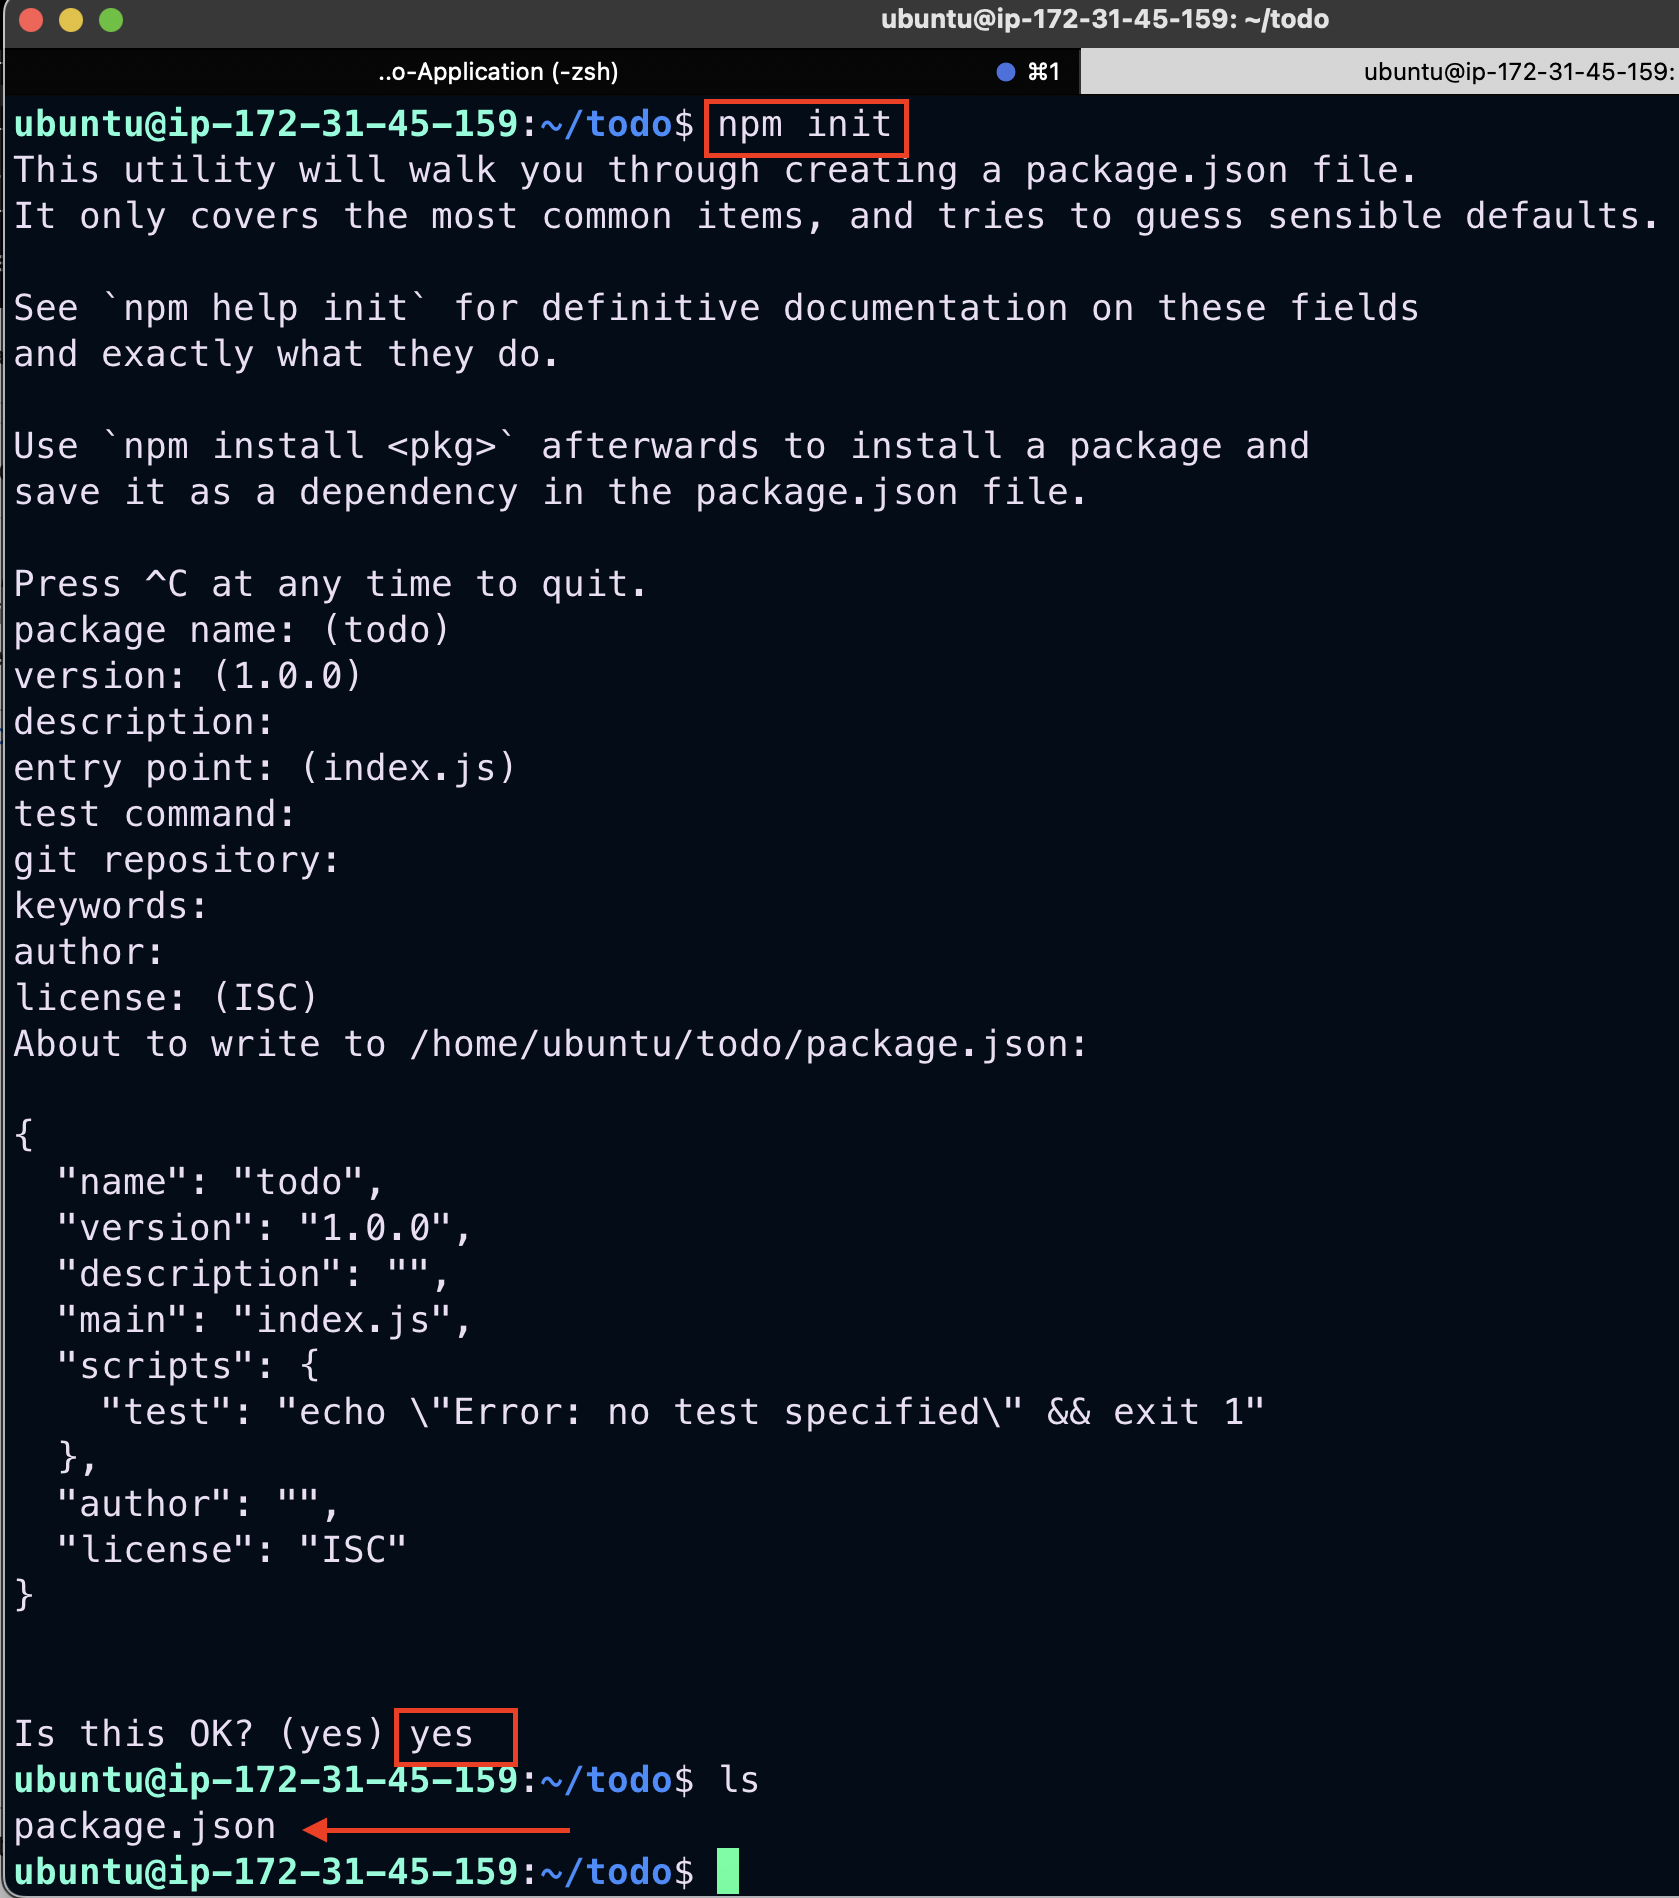 ubuntu@ip-172-31-45-159: ~/todo
..o-Application (-zsh) ⌘1 ubuntu@ip-172-31-45-159:
ubuntu@ip-172-31-45-159:~/todo$ npm init
This utility will walk you through creating a package.json file.
It only covers the most common items, and tries to guess sensible defaults.
See `npm help init` for definitive documentation on these fields
and exactly what they do.
Use `npm install <pkg>` afterwards to install a package and
save it as a dependency in the package.json file.
Press ^C at any time to quit.
package name: (todo)
version: (1.0.0)
description:
entry point: (index.js)
test command:
git repository:
keywords:
author:
license: (ISC)
About to write to /home/ubuntu/todo/package.json:
{
  "name": "todo",
  "version": "1.0.0",
  "description": "",
  "main": "index.js",
  "scripts": {
    "test": "echo \"Error: no test specified\" && exit 1"
  },
  "author": "",
  "license": "ISC"
}
Is this OK? (yes) yes
ubuntu@ip-172-31-45-159:~/todo$ ls
package.json
ubuntu@ip-172-31-45-159:~/todo$